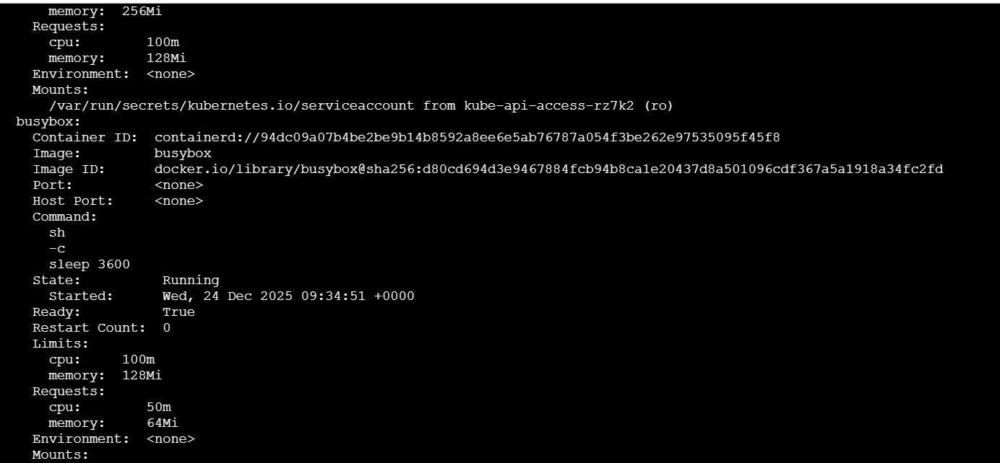 memory:  256Mi
Requests:
cpu:        100m
memory:     128Mi
Environment:  <none>
Mounts:
/var/run/secrets/kubernetes.io/serviceaccount from kube-api-access-rz7k2 (ro)
busybox:
Container ID:  containerd://94dc09a07b4be2be9b14b8592a8ee6e5ab76787a054f3be262e97535095f45f8
Image:         busybox
Image ID:      docker.io/library/busybox@sha256:d80cd694d3e9467884fcb94b8ca1e20437d8a501096cdf367a5a1918a34fc2fd
Port:          <none>
Host Port:     <none>
Command:
sh
-c
sleep 3600
State:          Running
Started:      Wed, 24 Dec 2025 09:34:51 +0000
Ready:          True
Restart Count:  0
Limits:
cpu:     100m
memory:  128Mi
Requests:
cpu:        50m
memory:     64Mi
Environment:  <none>
Mounts: